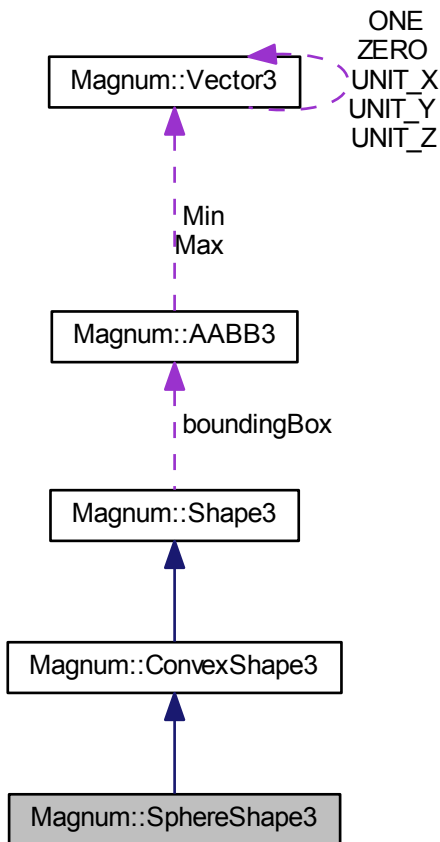 ONE
ZERO
UNIT_X
UNIT_Y
UNIT_Z
Magnum::Vector3
Min
Max
Magnum::AABB3
boundingBox
Magnum::Shape3
Magnum::ConvexShape3
Magnum::SphereShape3